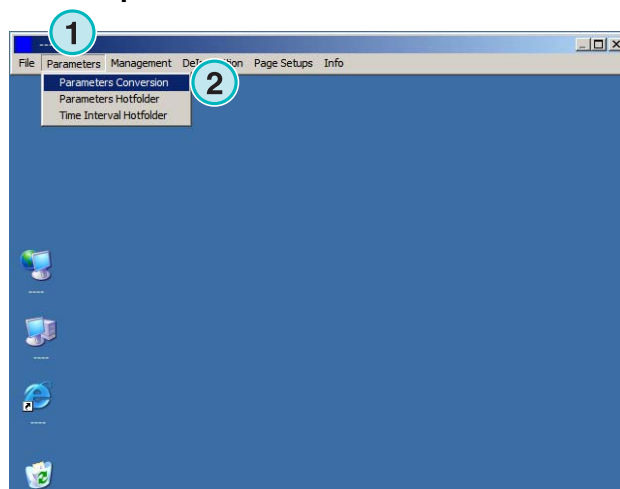 1
----
File Parameters Management Page Setups Info
Parameters Conversion 2
Parameters Hotfolder
Time Interval Hotfolder
----
----
----